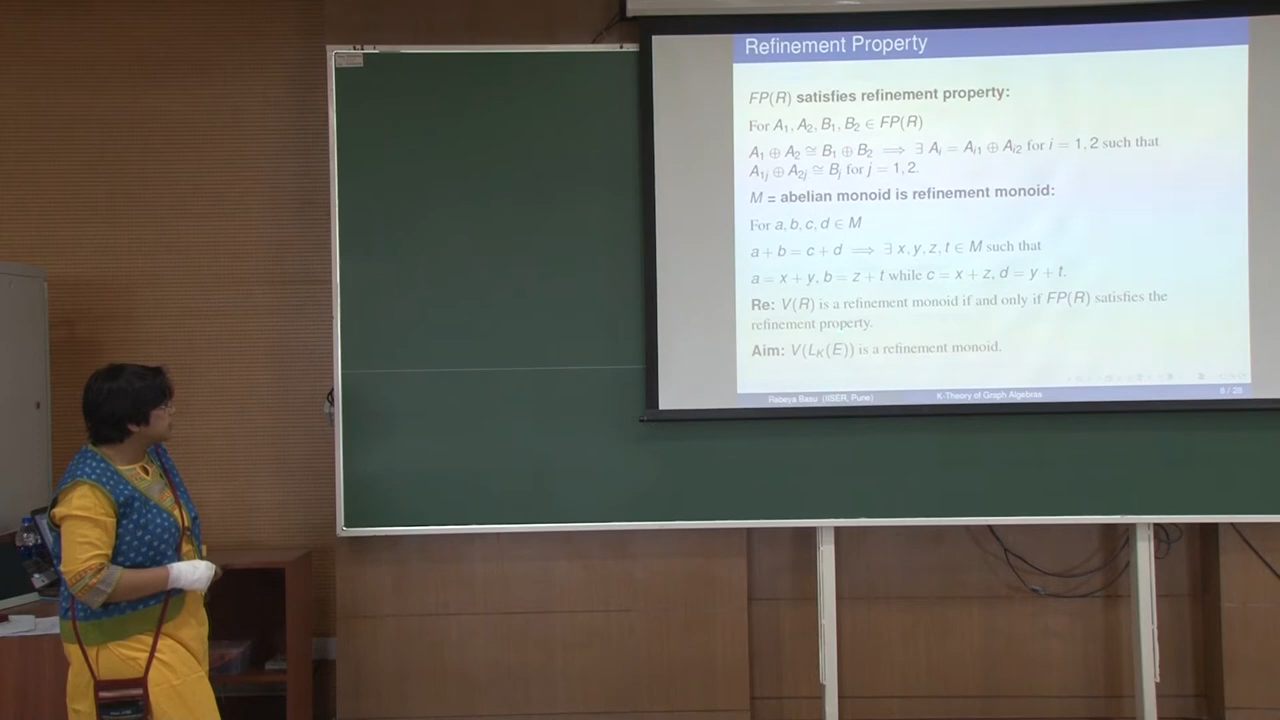 Refinement Property
FP(R) satisfies refinement property:
For A₁, A₂, B₁, B₂ ∈ FP(R)
A₁ ⊕ A₂ ≅ B₁ ⊕ B₂ ⟹ ∃ Aᵢ = Aᵢ₁ ⊕ Aᵢ₂ for i = 1, 2 such that
A₁ⱼ ⊕ A₂ⱼ ≅ Bⱼ for j = 1, 2.
M = abelian monoid is refinement monoid:
For a, b, c, d ∈ M
a + b = c + d ⟹ ∃ x, y, z, t ∈ M such that
a = x + y, b = z + t while c = x + z, d = y + t.
Re: V(R) is a refinement monoid if and only if FP(R) satisfies the
refinement property.
Aim: V(L_K(E)) is a refinement monoid.
Rabeya Basu (IISER, Pune) K-Theory of Graph Algebras 8 / 26